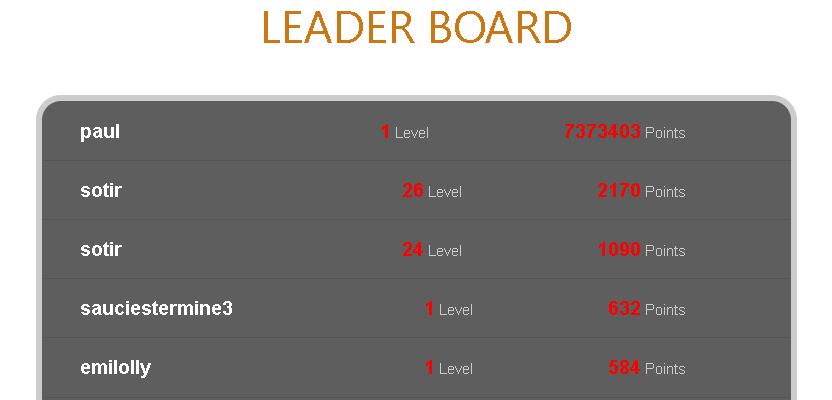 LEADER BOARD
paul 1 Level 7373403 Points
sotir 26 Level 2170 Points
sotir 24 Level 1090 Points
sauciestermine3 1 Level 632 Points
emilolly 1 Level 584 Points